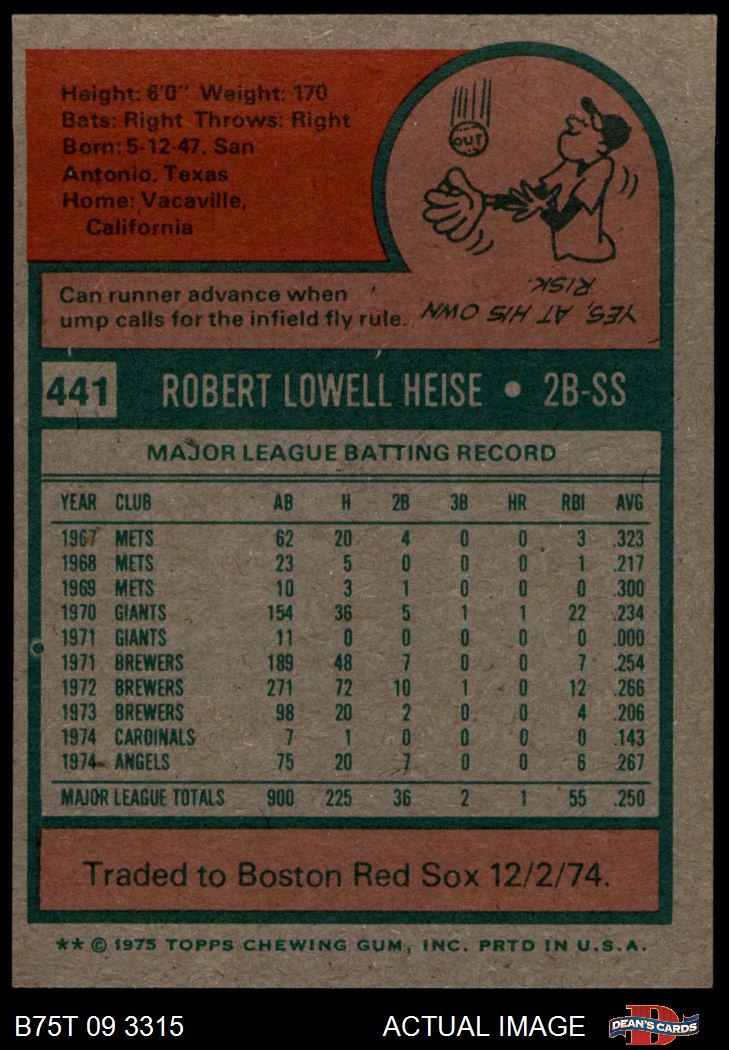 Height: 6'0" Weight: 170
Bats: Right Throws: Right
Born: 5-12-47, San
Antonio, Texas
Home: Vacaville,
California
OUT
Can runner advance when
ump calls for the infield fly rule.
YES, AT HIS OWN
RISK.
441 ROBERT LOWELL HEISE • 2B-SS
MAJOR LEAGUE BATTING RECORD
YEAR CLUB AB H 2B 3B HR RBI AVG
1967 METS 62 20 4 0 0 3 .323
1968 METS 23 5 0 0 0 1 .217
1969 METS 10 3 1 0 0 0 .300
1970 GIANTS 154 36 5 1 1 22 .234
1971 GIANTS 11 0 0 0 0 0 .000
1971 BREWERS 189 48 7 0 0 7 .254
1972 BREWERS 271 72 10 1 0 12 .266
1973 BREWERS 98 20 2 0 0 4 .206
1974 CARDINALS 7 1 0 0 0 0 .143
1974 ANGELS 75 20 7 0 0 6 .267
MAJOR LEAGUE TOTALS 900 225 36 2 1 55 .250
Traded to Boston Red Sox 12/2/74.
** © 1975 TOPPS CHEWING GUM, INC. PRTD IN U.S.A.
B75T 09 3315 ACTUAL IMAGE DEAN'S CARDS